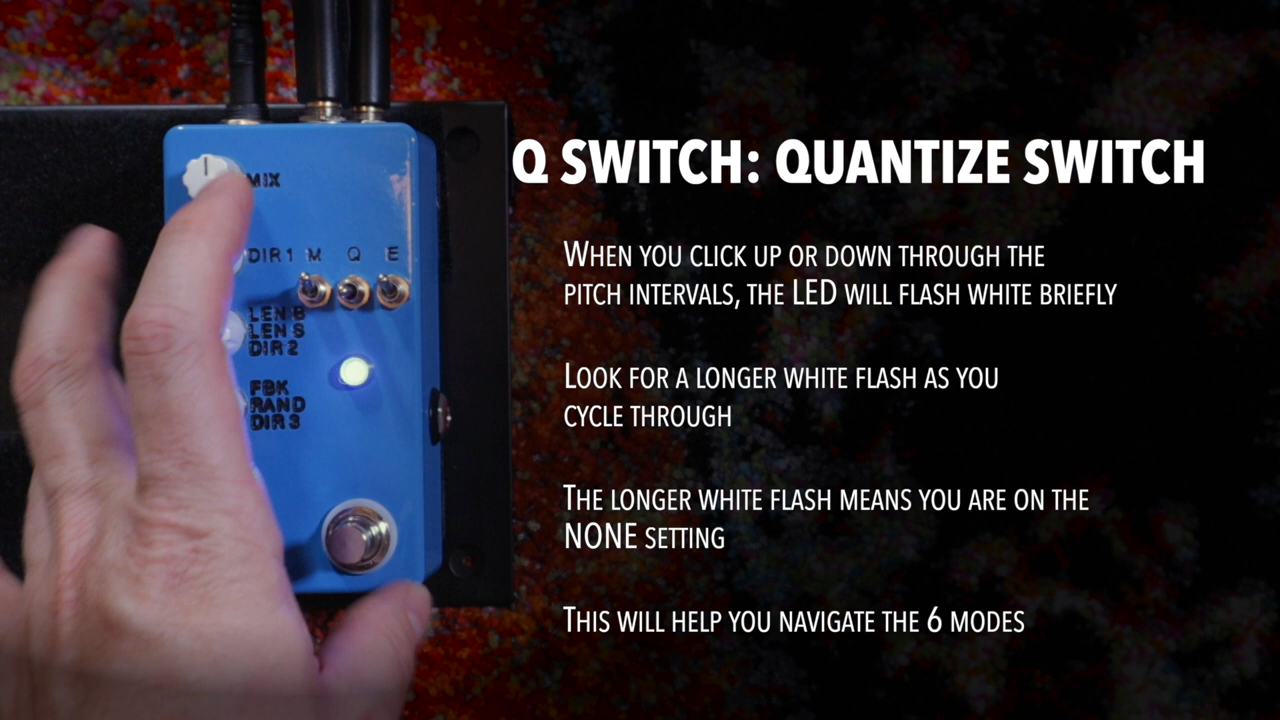 Q SWITCH: QUANTIZE SWITCH
WHEN YOU CLICK UP OR DOWN THROUGH THE
PITCH INTERVALS, THE LED WILL FLASH WHITE BRIEFLY
LOOK FOR A LONGER WHITE FLASH AS YOU
CYCLE THROUGH
THE LONGER WHITE FLASH MEANS YOU ARE ON THE
NONE SETTING
THIS WILL HELP YOU NAVIGATE THE 6 MODES
MIX
DIR 1 M Q E
LEN B
LEN S
DIR 2
FBK
RAND
DIR 3